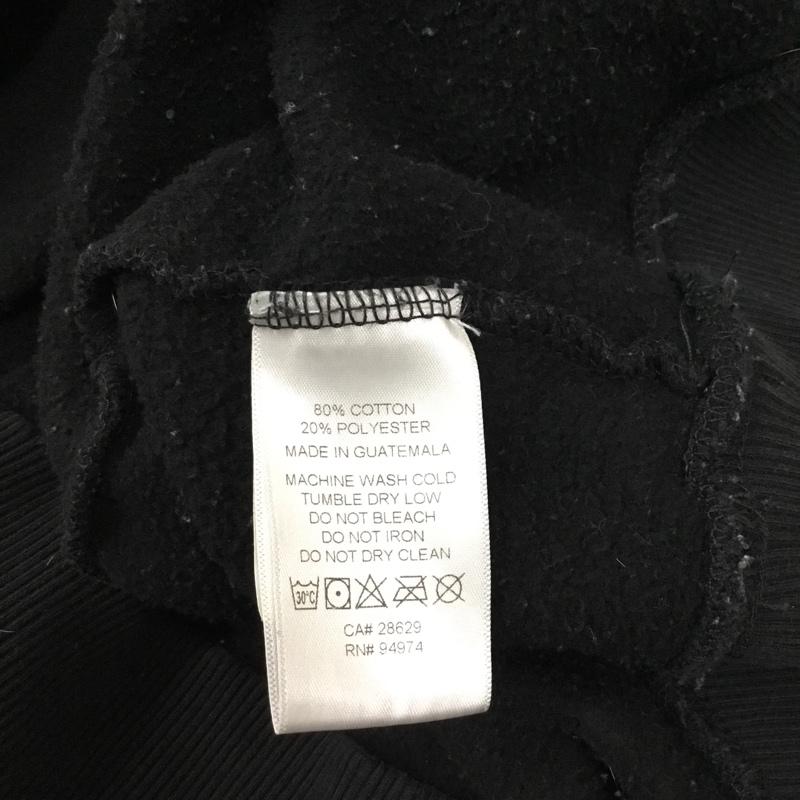 80% COTTON
20% POLYESTER
MADE IN GUATEMALA
MACHINE WASH COLD
TUMBLE DRY LOW
DO NOT BLEACH
DO NOT IRON
DO NOT DRY CLEAN
30°C
CA# 28629
RN# 94974